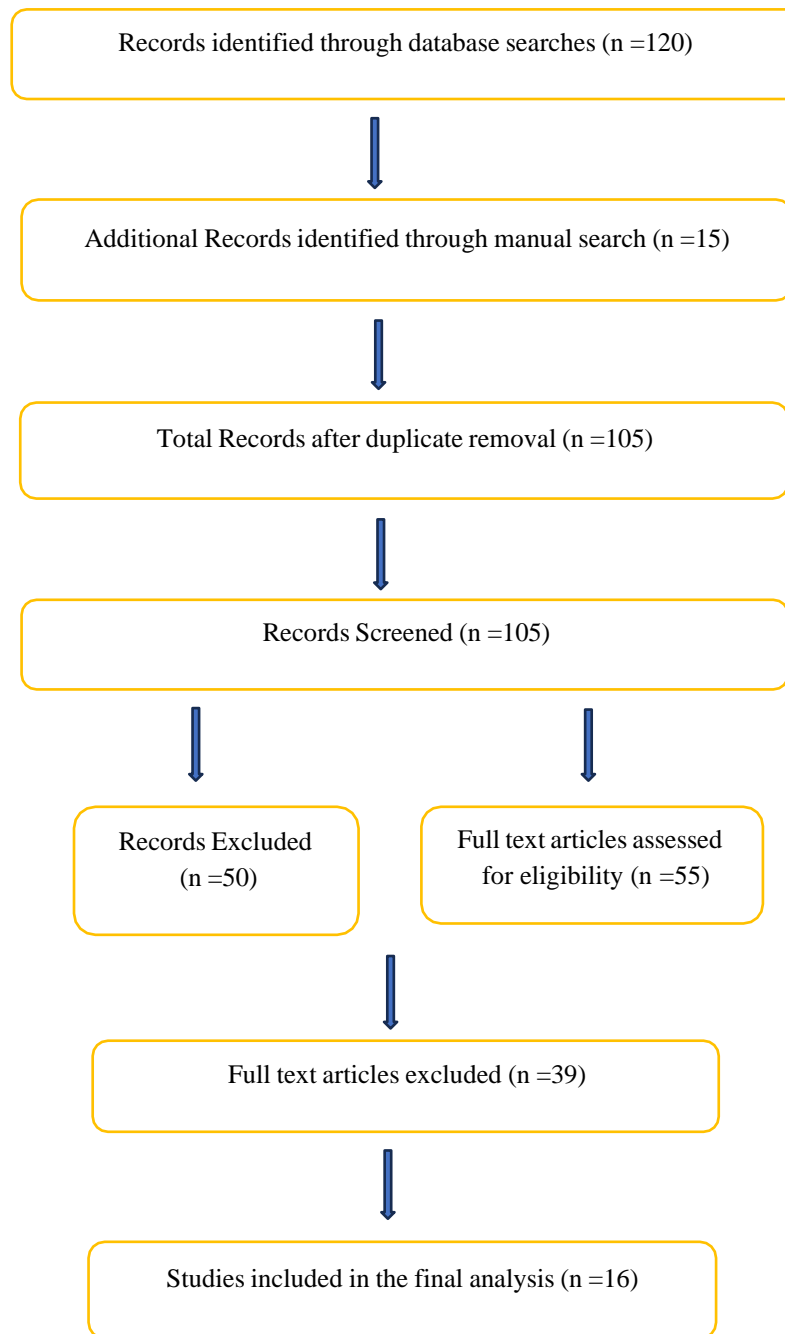 Records identified through database searches (n =120)
Additional Records identified through manual search (n =15)
Total Records after duplicate removal (n =105)
Records Screened (n =105)
Records Excluded
(n =50)
Full text articles assessed
for eligibility (n =55)
Full text articles excluded (n =39)
Studies included in the final analysis (n =16)